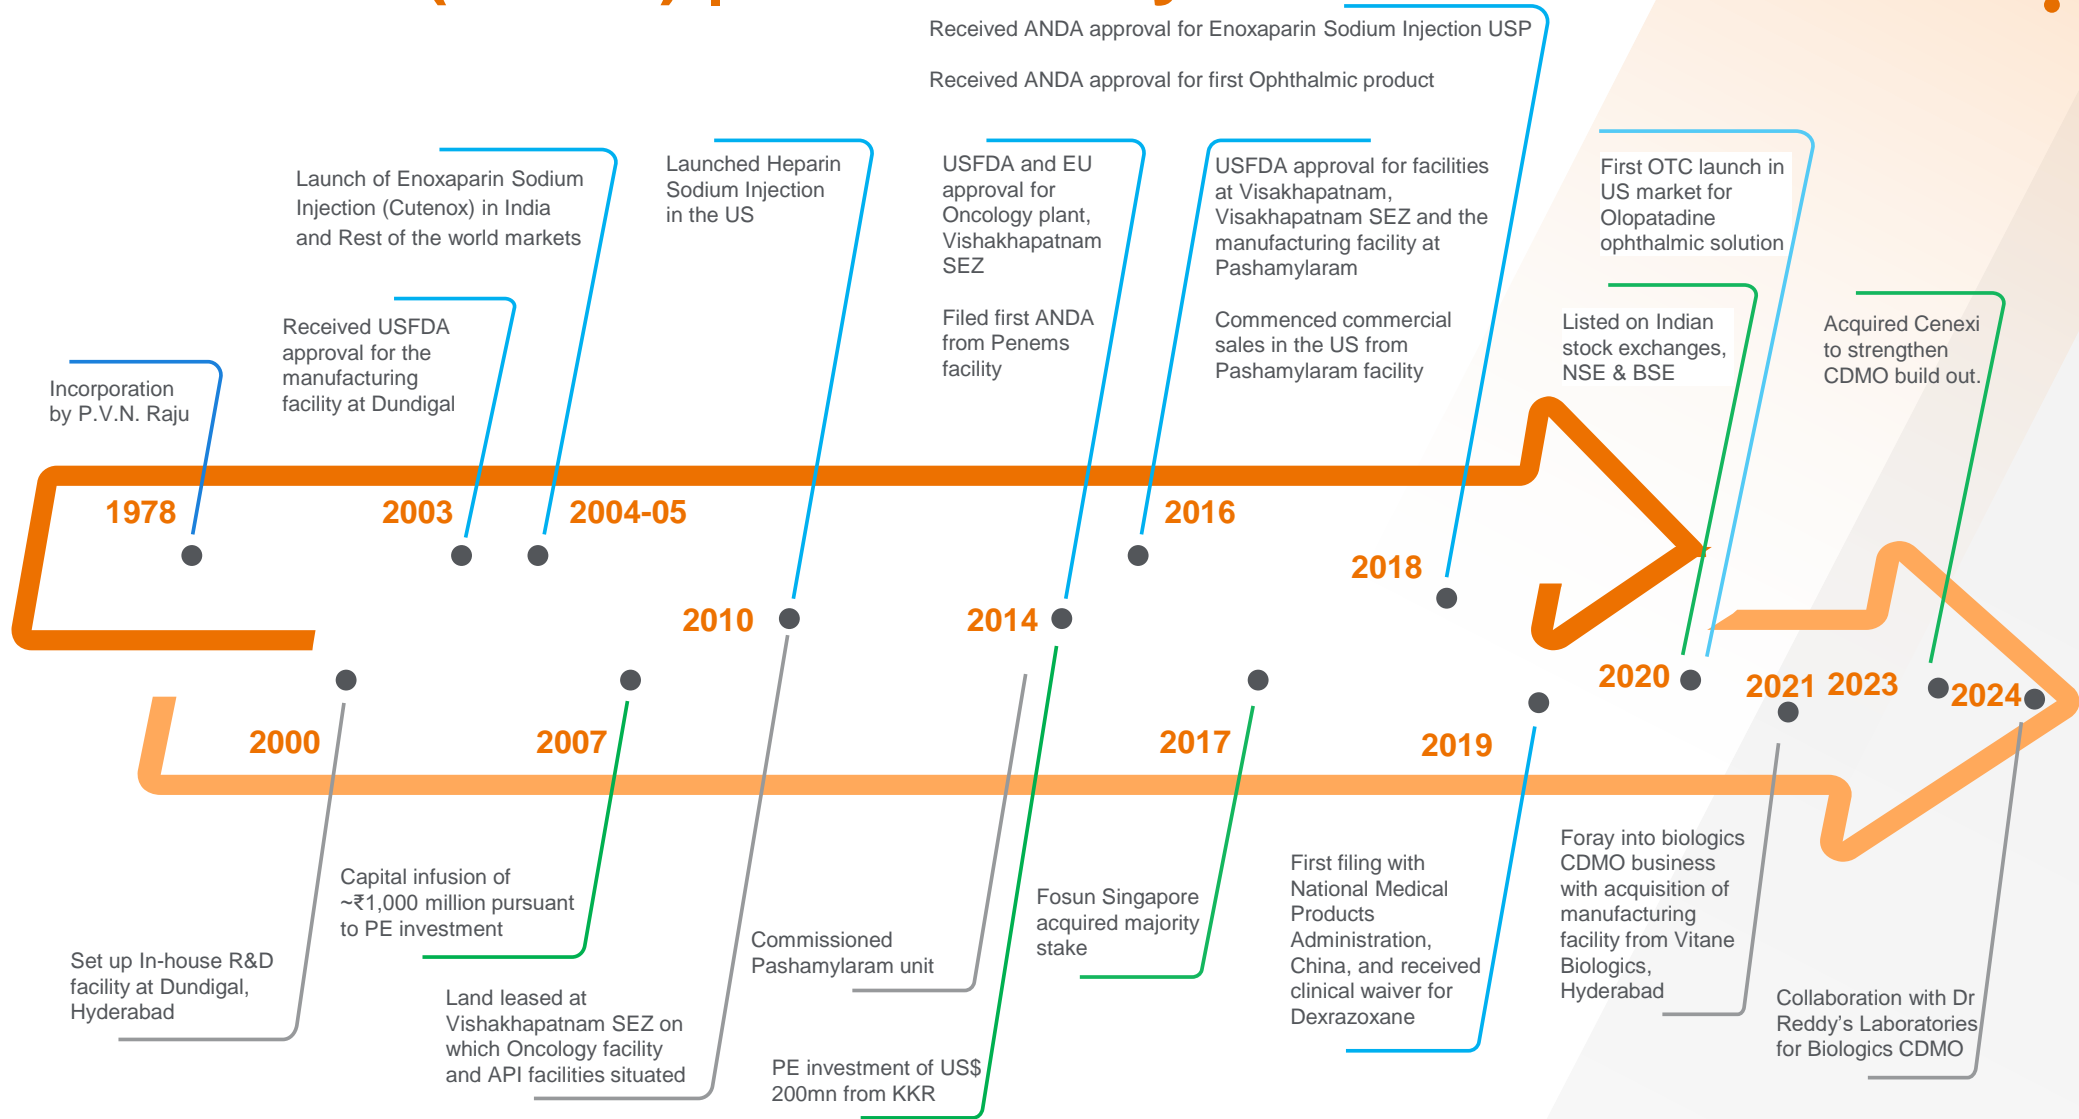 Received ANDA approval for Enoxaparin Sodium Injection USP
Received ANDA approval for first Ophthalmic product
Launch of Enoxaparin Sodium
Injection (Cutenox) in India
and Rest of the world markets
Launched Heparin
Sodium Injection
in the US
USFDA and EU
approval for
Oncology plant,
Vishakhapatnam
SEZ
Filed first ANDA
from Penems
facility
USFDA approval for facilities
at Visakhapatnam,
Visakhapatnam SEZ and the
manufacturing facility at
Pashamylaram
Commenced commercial
sales in the US from
Pashamylaram facility
First OTC launch in
US market for
Olopatadine
ophthalmic solution
Listed on Indian
stock exchanges,
NSE & BSE
Acquired Cenexi
to strengthen
CDMO build out.
Incorporation
by P.V.N. Raju
Received USFDA
approval for the
manufacturing
facility at Dundigal
1978
2003
2004-05
2016
2018
2010
2014
2020
2021
2023
2024
2000
2007
2017
2019
Set up In-house R&D
facility at Dundigal,
Hyderabad
Capital infusion of
~₹1,000 million pursuant
to PE investment
Land leased at
Vishakhapatnam SEZ on
which Oncology facility
and API facilities situated
Commissioned
Pashamylaram unit
PE investment of US$
200mn from KKR
Fosun Singapore
acquired majority
stake
First filing with
National Medical
Products
Administration,
China, and received
clinical waiver for
Dexrazoxane
Foray into biologics
CDMO business
with acquisition of
manufacturing
facility from Vitane
Biologics,
Hyderabad
Collaboration with Dr
Reddy’s Laboratories
for Biologics CDMO